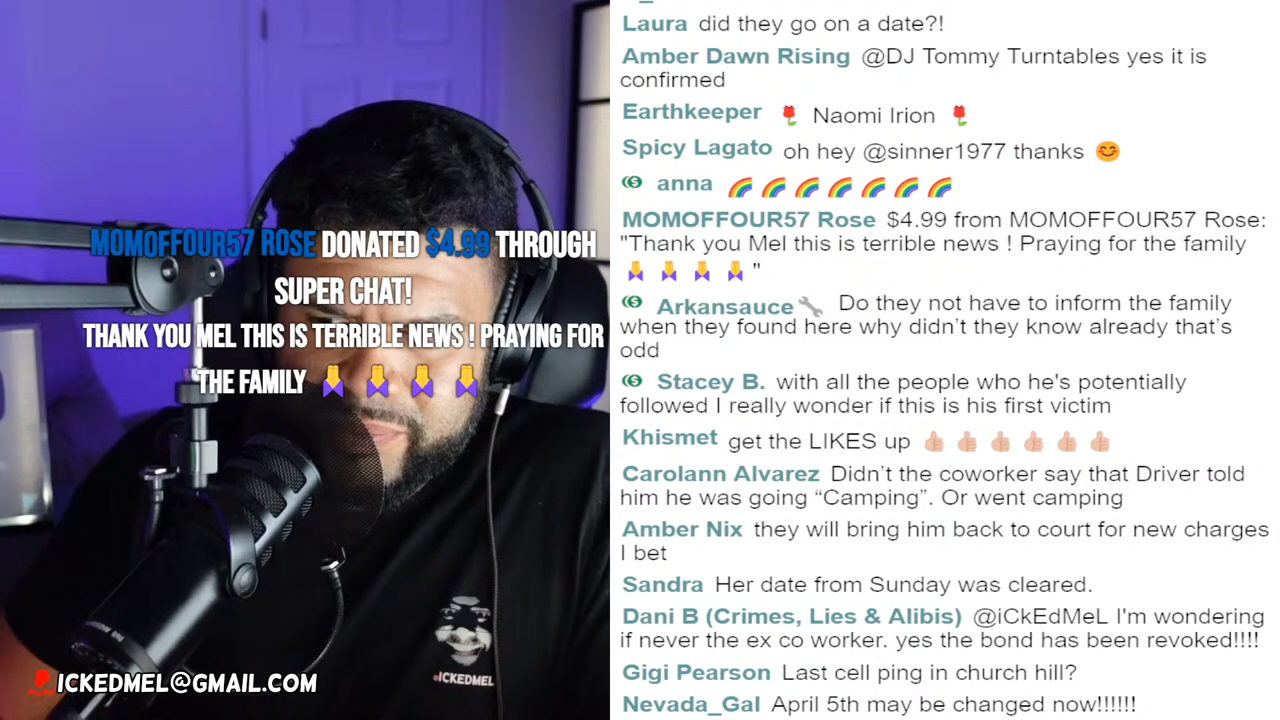 MOMOFFOUR57 ROSE DONATED $4.99 THROUGH
SUPER CHAT!
THANK YOU MEL THIS IS TERRIBLE NEWS ! PRAYING FOR
THE FAMILY
ICKEDMEL
ICKEDMEL@GMAIL.COM
Laura did they go on a date?!
Amber Dawn Rising @DJ Tommy Turntables yes it is
confirmed
Earthkeeper 🌹 Naomi Irion 🌹
Spicy Lagato oh hey @sinner1977 thanks 😊
anna 🌈🌈🌈🌈🌈🌈🌈
MOMOFFOUR57 Rose $4.99 from MOMOFFOUR57 Rose:
"Thank you Mel this is terrible news ! Praying for the family
"
Arkansauce🔧 Do they not have to inform the family
when they found here why didn't they know already that's
odd
Stacey B. with all the people who he's potentially
followed I really wonder if this is his first victim
Khismet get the LIKES up 👍🏻👍🏻👍🏻👍🏻👍🏻👍🏻
Carolann Alvarez Didn't the coworker say that Driver told
him he was going “Camping”. Or went camping
Amber Nix they will bring him back to court for new charges
I bet
Sandra Her date from Sunday was cleared.
Dani B (Crimes, Lies & Alibis) @iCkEdMeL I'm wondering
if never the ex co worker. yes the bond has been revoked!!!!
Gigi Pearson Last cell ping in church hill?
Nevada_Gal April 5th may be changed now!!!!!!